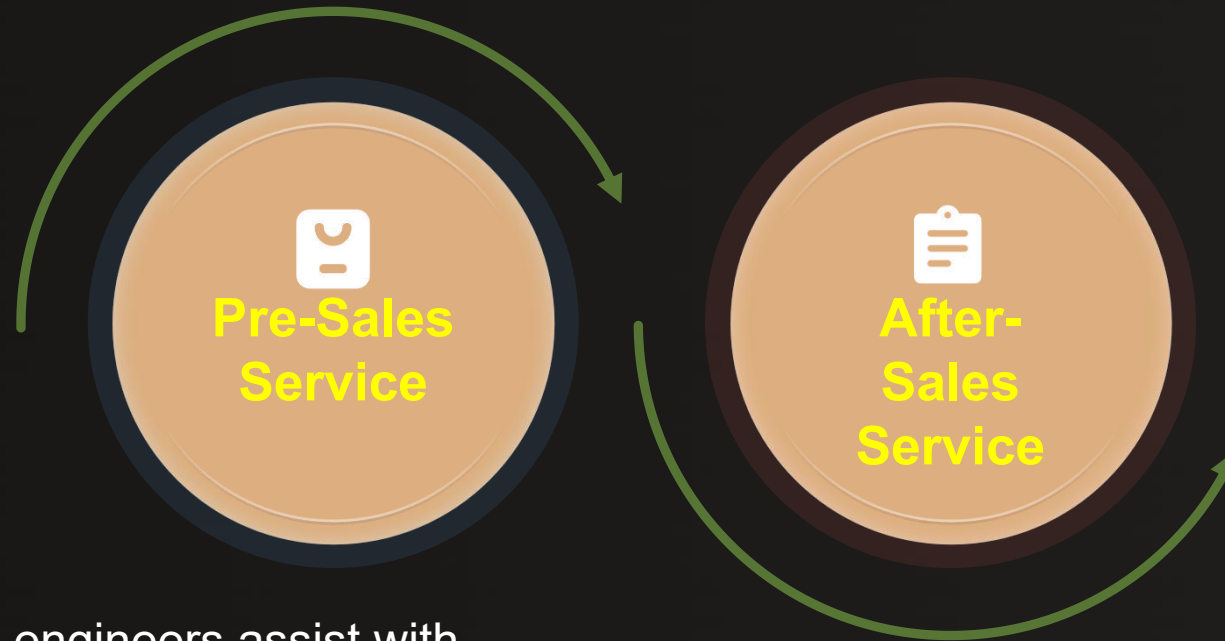 Pre-Sales
Service
After-
Sales
Service
engineers assist with